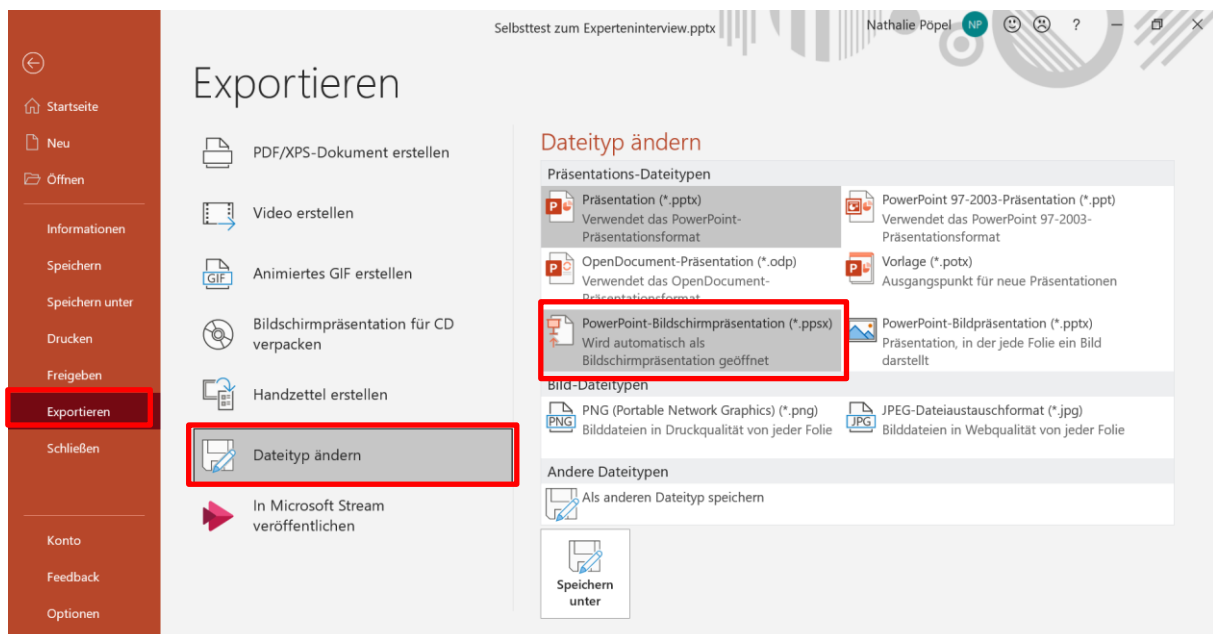 Selbsttest zum Experteninterview.pptx
Nathalie Pöpel
NP
?
Startseite
Neu
Öffnen
Informationen
Speichern
Speichern unter
Drucken
Freigeben
Exportieren
Schließen
Konto
Feedback
Optionen
Exportieren
PDF/XPS-Dokument erstellen
Video erstellen
GIF
Animiertes GIF erstellen
Bildschirmpräsentation für CD
verpacken
Handzettel erstellen
Dateityp ändern
In Microsoft Stream
veröffentlichen
Dateityp ändern
Präsentations-Dateitypen
P
Präsentation (*.pptx)
Verwendet das PowerPoint-
Präsentationsformat
PowerPoint 97-2003-Präsentation (*.ppt)
Verwendet das PowerPoint 97-2003-
Präsentationsformat
P
OpenDocument-Präsentation (*.odp)
Verwendet das OpenDocument-
Präsentationsformat
P
Vorlage (*.potx)
Ausgangspunkt für neue Präsentationen
PowerPoint-Bildschirmpräsentation (*.ppsx)
Wird automatisch als
Bildschirmpräsentation geöffnet
PowerPoint-Bildpräsentation (*.pptx)
Präsentation, in der jede Folie ein Bild
darstellt
Bild-Dateitypen
PNG
PNG (Portable Network Graphics) (*.png)
Bilddateien in Druckqualität von jeder Folie
JPG
JPEG-Dateiaustauschformat (*.jpg)
Bilddateien in Webqualität von jeder Folie
Andere Dateitypen
Als anderen Dateityp speichern
Speichern
unter